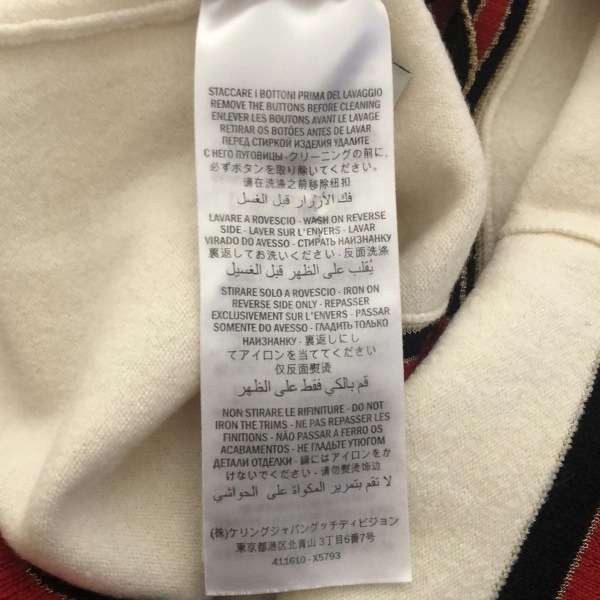 STACCARE I BOTTONI PRIMA DEL LAVAGGIO
REMOVE THE BUTTONS BEFORE CLEANING
ENLEVER LES BOUTONS AVANT LE LAVAGE
RETIRAR OS BOTÕES ANTES DE LAVAR
ПЕРЕД СТИРКОЙ ИЗДЕЛИЯ УДАЛИТЕ
С НЕГО ПУГОВИЦЫ - クリーニングの前に、
必ずボタンを取り除いてください。
请在洗涤之前移除纽扣
فك الأزرار قبل الغسل
LAVARE A ROVESCIO - WASH ON REVERSE
SIDE - LAVER SUR L'ENVERS - LAVAR
VIRADO DO AVESSO - СТИРАТЬ НАИЗНАНКУ
裏返してお洗いください - 反面洗涤
يُقلب على الظهر قبل الغسيل
STIRARE SOLO A ROVESCIO - IRON ON
REVERSE SIDE ONLY - REPASSER
EXCLUSIVEMENT SUR L'ENVERS - PASSAR
SOMENTE DO AVESSO - ГЛАДИТЬ ТОЛЬКО
НАИЗНАНКУ - 裏返しにし
てアイロンを当ててください
仅反面熨烫
قم بالكي فقط على الظهر
NON STIRARE LE RIFINITURE - DO NOT
IRON THE TRIMS - NE PAS REPASSER LES
FINITIONS - NÃO PASSAR A FERRO OS
ACABAMENTOS - НЕ ГЛАДЬТЕ УТЮГОМ
ДЕТАЛИ ОТДЕЛКИ - 縁にはアイロンをか
けないでください - 请勿熨烫饰边
لا تقم بتمرير المكواة على الحواشي
(株)ケリングジャパングッチディビジョン
東京都港区北青山3丁目6番7号
411610 - X5793